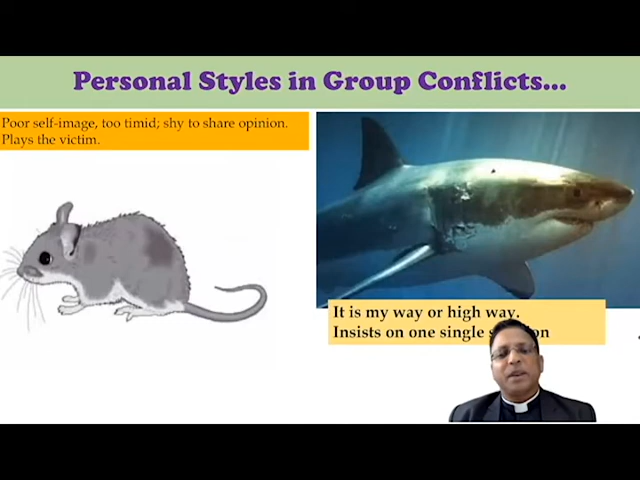 Personal Styles in Group Conflicts...
Poor self-image, too timid; shy to share opinion.
Plays the victim.
It is my way or high way.
Insists on one single